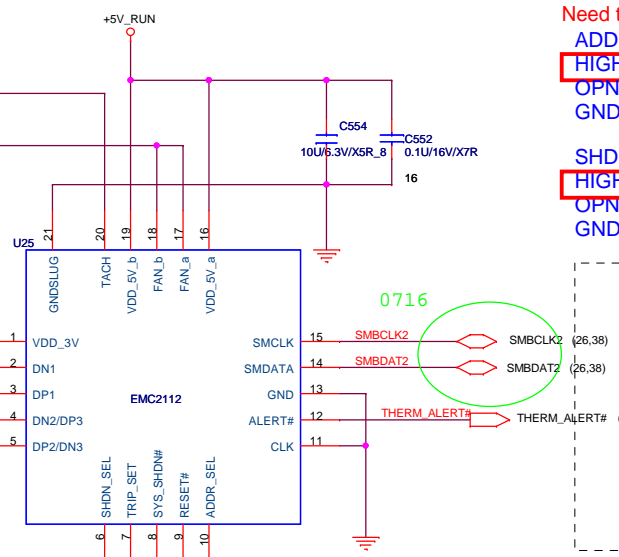 +5V_RUN
Need t
ADD
HIGH
OPN
GND
C554
10U/6.3V/X5R_8
C552
0.1U/16V/X7R
16
SHD
HIGH
OPN
GND
U25
21
20
19
18
17
16
GNDSLUG
TACH
VDD_5V_b
FAN_b
FAN_a
VDD_5V_a
0716
1 VDD_3V
2 DN1
3 DP1
4 DN2/DP3
5 DP2/DN3
EMC2112
SMCLK 15 SMBCLK2 SMBCLK2 (26,38)
SMDATA 14 SMBDAT2 SMBDAT2 (26,38)
GND 13
ALERT# 12 THERM_ALERT# THERM_ALERT# (
CLK 11
SHDN_SEL
TRIP_SET
SYS_SHDN#
RESET#
ADDR_SEL
6
7
8
9
10